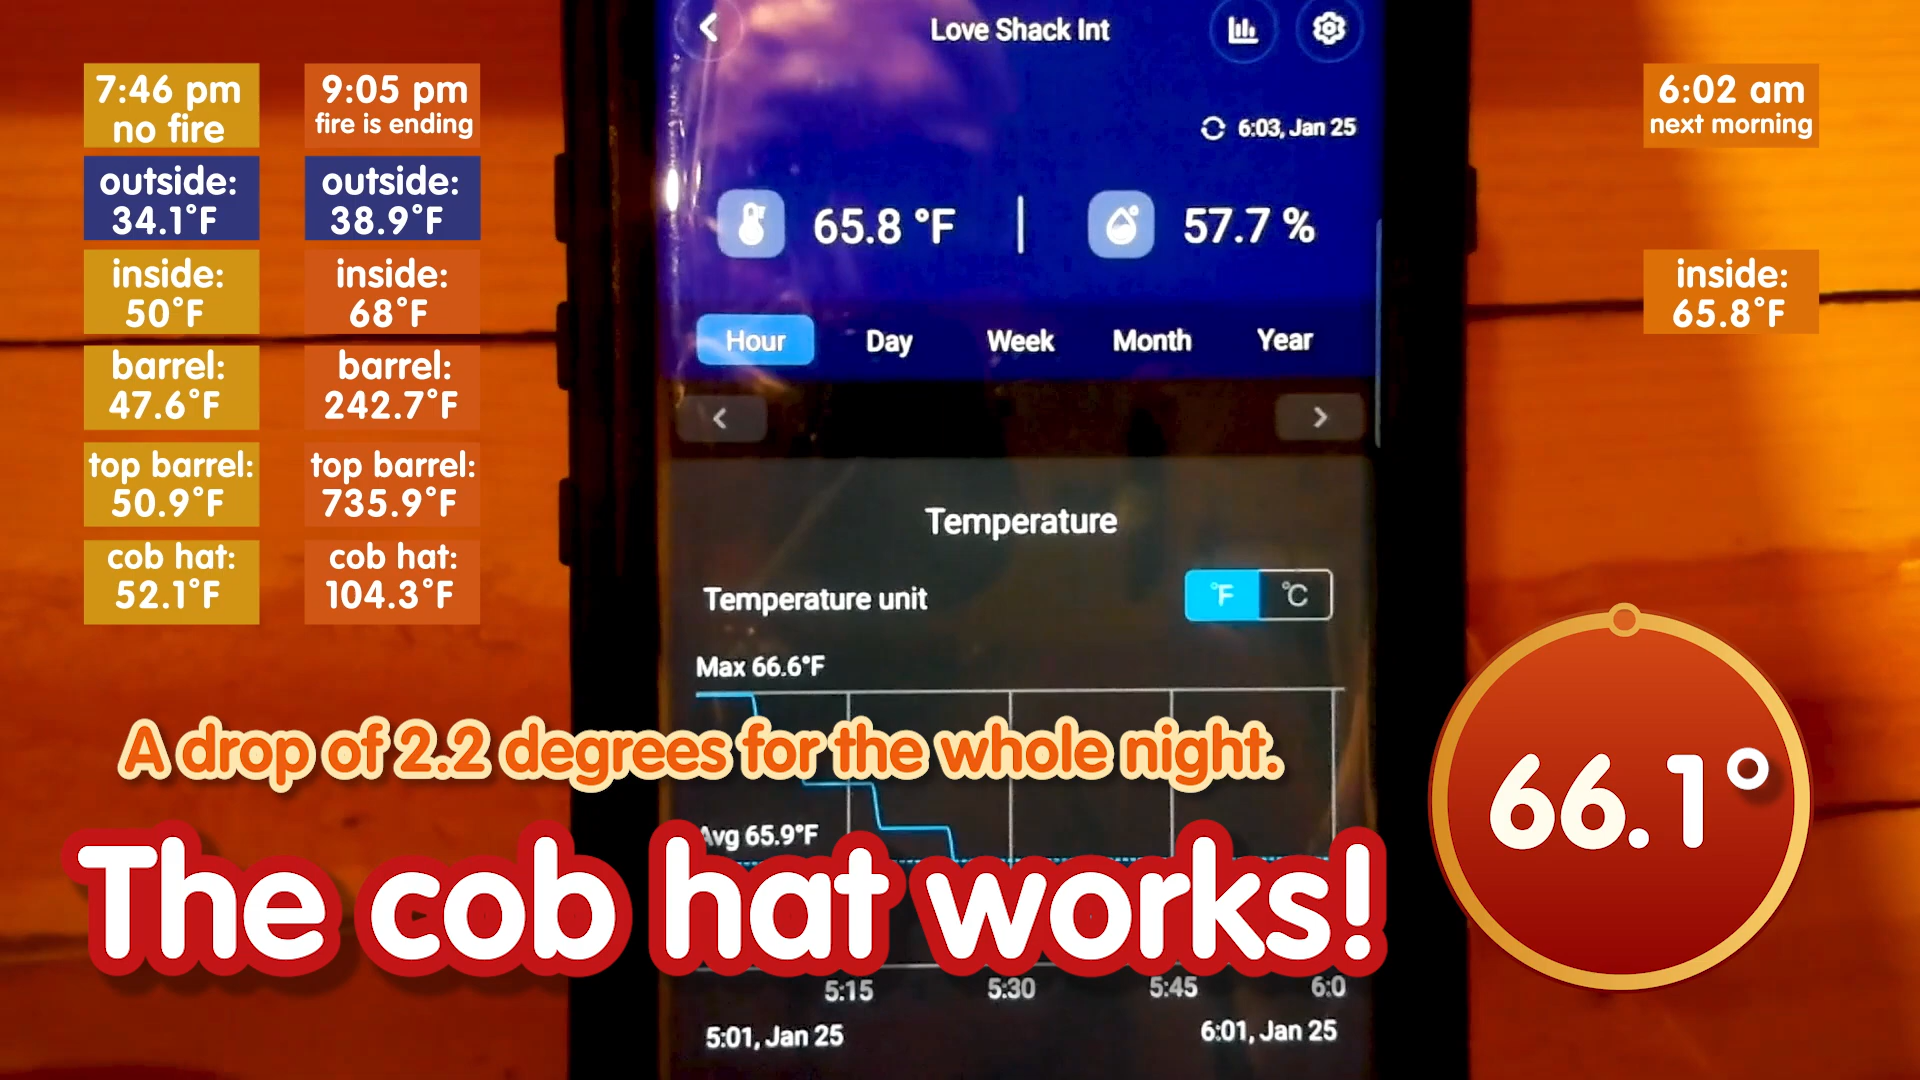 Love Shack Int
6:03, Jan 25
65.8 °F | 57.7 %
Hour Day Week Month Year
Temperature
Temperature unit °F °C
Max 66.6°F
Avg 65.9°F
5:15 5:30 5:45 6:0
5:01, Jan 25 6:01, Jan 25
7:46 pm
no fire
outside:
34.1°F
inside:
50°F
barrel:
47.6°F
top barrel:
50.9°F
cob hat:
52.1°F
9:05 pm
fire is ending
outside:
38.9°F
inside:
68°F
barrel:
242.7°F
top barrel:
735.9°F
cob hat:
104.3°F
6:02 am
next morning
inside:
65.8°F
A drop of 2.2 degrees for the whole night.
The cob hat works!
66.1°